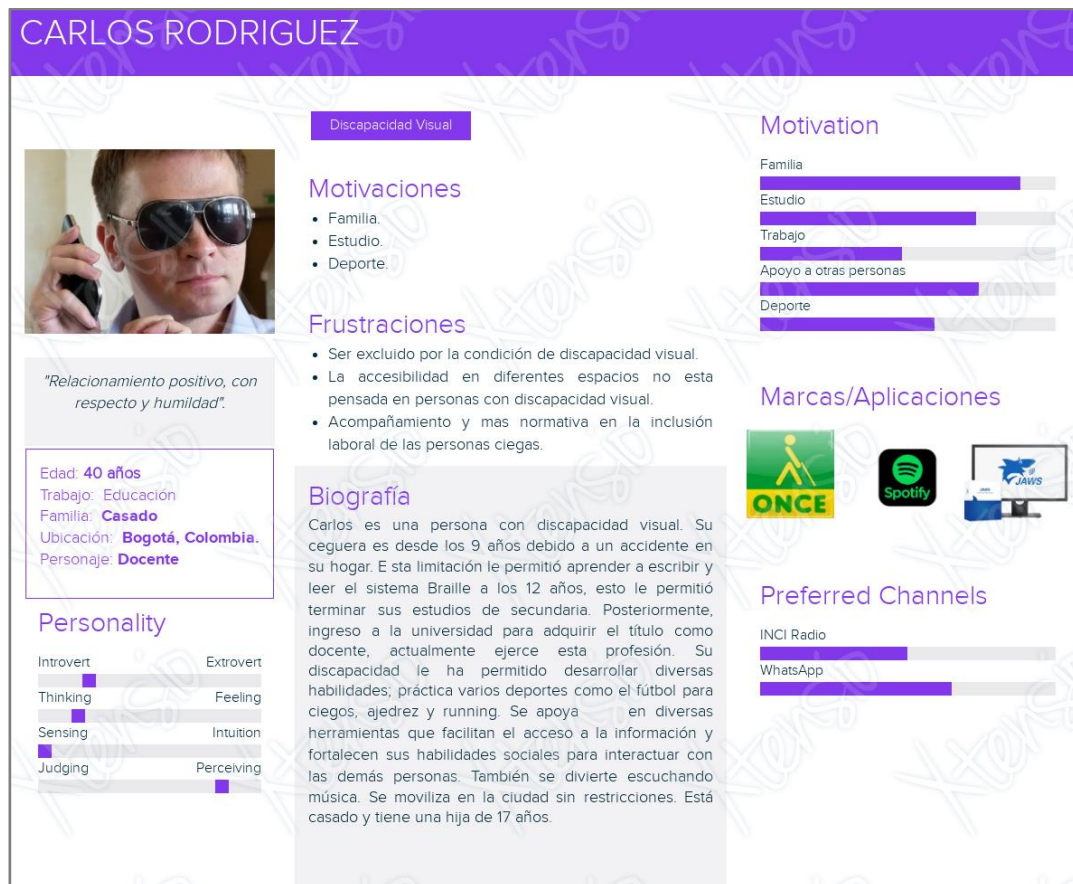 CARLOS RODRIGUEZ
"Relacionamiento positivo, con
respecto y humildad".
Edad: 40 años
Trabajo: Educación
Familia: Casado
Ubicación: Bogotá, Colombia.
Personaje: Docente
Personality
Introvert Extrovert
Thinking Feeling
Sensing Intuition
Judging Perceiving
Discapacidad Visual
Motivaciones
• Familia.
• Estudio.
• Deporte.
Frustraciones
• Ser excluido por la condición de discapacidad visual.
• La accesibilidad en diferentes espacios no esta
pensada en personas con discapacidad visual.
• Acompañamiento y mas normativa en la inclusión
laboral de las personas ciegas.
Biografía
Carlos es una persona con discapacidad visual. Su
ceguera es desde los 9 años debido a un accidente en
su hogar. E sta limitación le permitió aprender a escribir y
leer el sistema Braille a los 12 años, esto le permitió
terminar sus estudios de secundaria. Posteriormente,
ingreso a la universidad para adquirir el título como
docente, actualmente ejerce esta profesión. Su
discapacidad le ha permitido desarrollar diversas
habilidades; práctica varios deportes como el fútbol para
ciegos, ajedrez y running. Se apoya en diversas
herramientas que facilitan el acceso a la información y
fortalecen sus habilidades sociales para interactuar con
las demás personas. También se divierte escuchando
música. Se moviliza en la ciudad sin restricciones. Está
casado y tiene una hija de 17 años.
Motivation
Familia
Estudio
Trabajo
Apoyo a otras personas
Deporte
Marcas/Aplicaciones
ONCE
Spotify
JAWS
Preferred Channels
INCI Radio
WhatsApp
xtensio